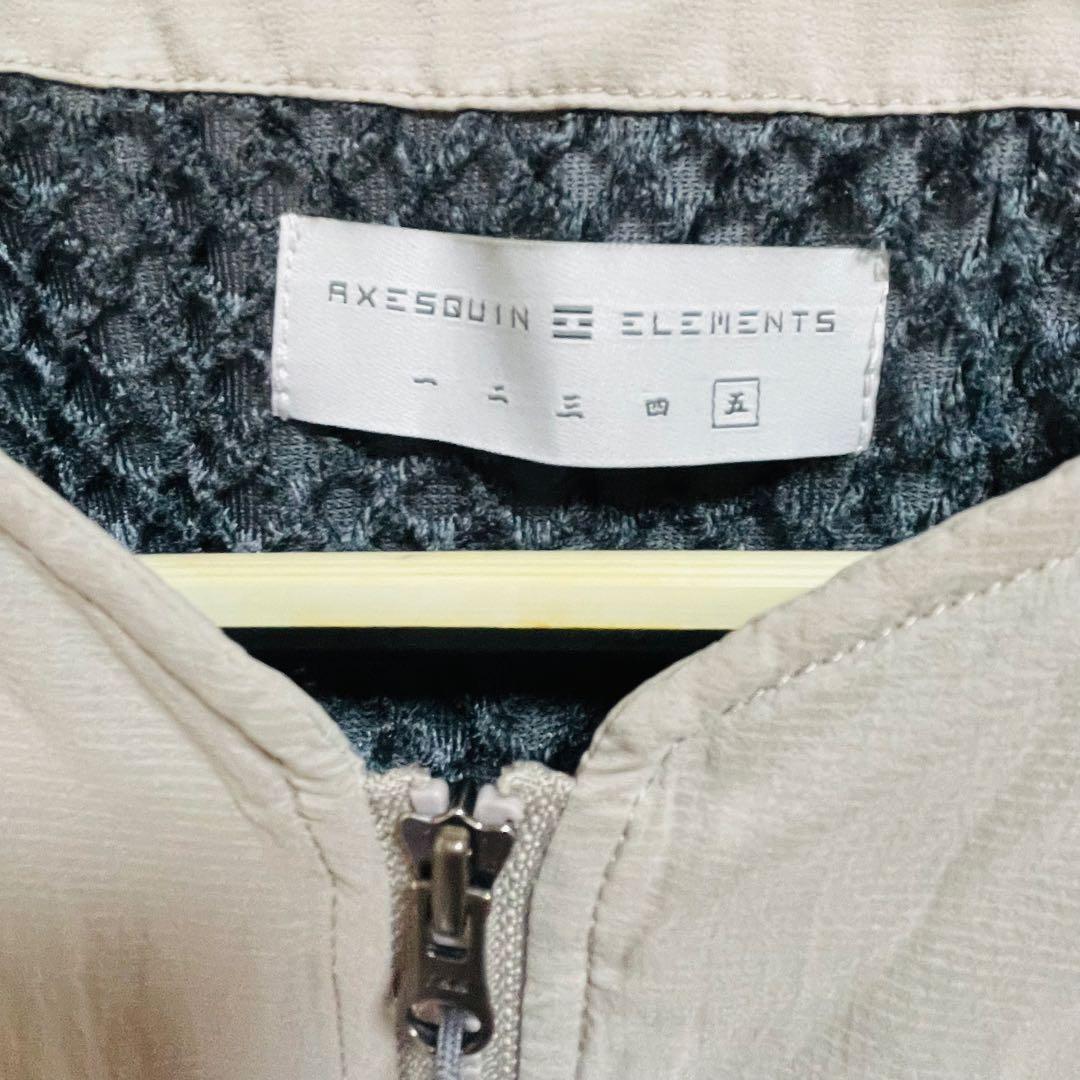 AXESQUIN ELEMENTS
一 二 三 四 五